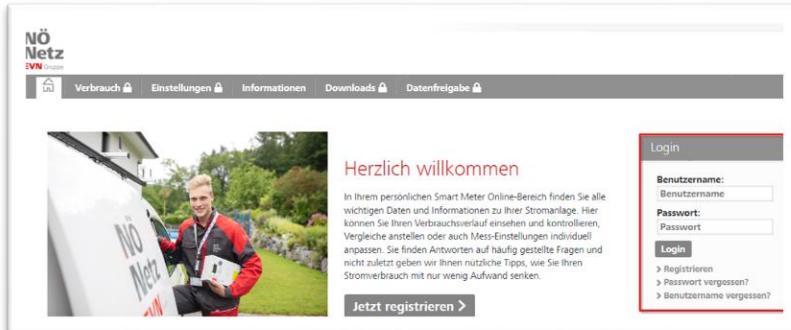 NÖ
Netz
EVN Gruppe
Verbrauch Einstellungen Informationen Downloads Datenfreigabe
NÖ
Netz
EVN
Herzlich willkommen
In Ihrem persönlichen Smart Meter Online-Bereich finden Sie alle
wichtigen Daten und Informationen zu Ihrer Stromanlage. Hier
können Sie Ihren Verbrauchsverlauf einsehen und kontrollieren,
Vergleiche anstellen oder auch Mess-Einstellungen individuell
anpassen. Sie finden Antworten auf häufig gestellte Fragen und
nicht zuletzt geben wir Ihnen nützliche Tipps, wie Sie Ihren
Stromverbrauch mit nur wenig Aufwand senken.
Jetzt registrieren >
Login
Benutzername:
Benutzername
Passwort:
Passwort
Login
> Registrieren
> Passwort vergessen?
> Benutzername vergessen?